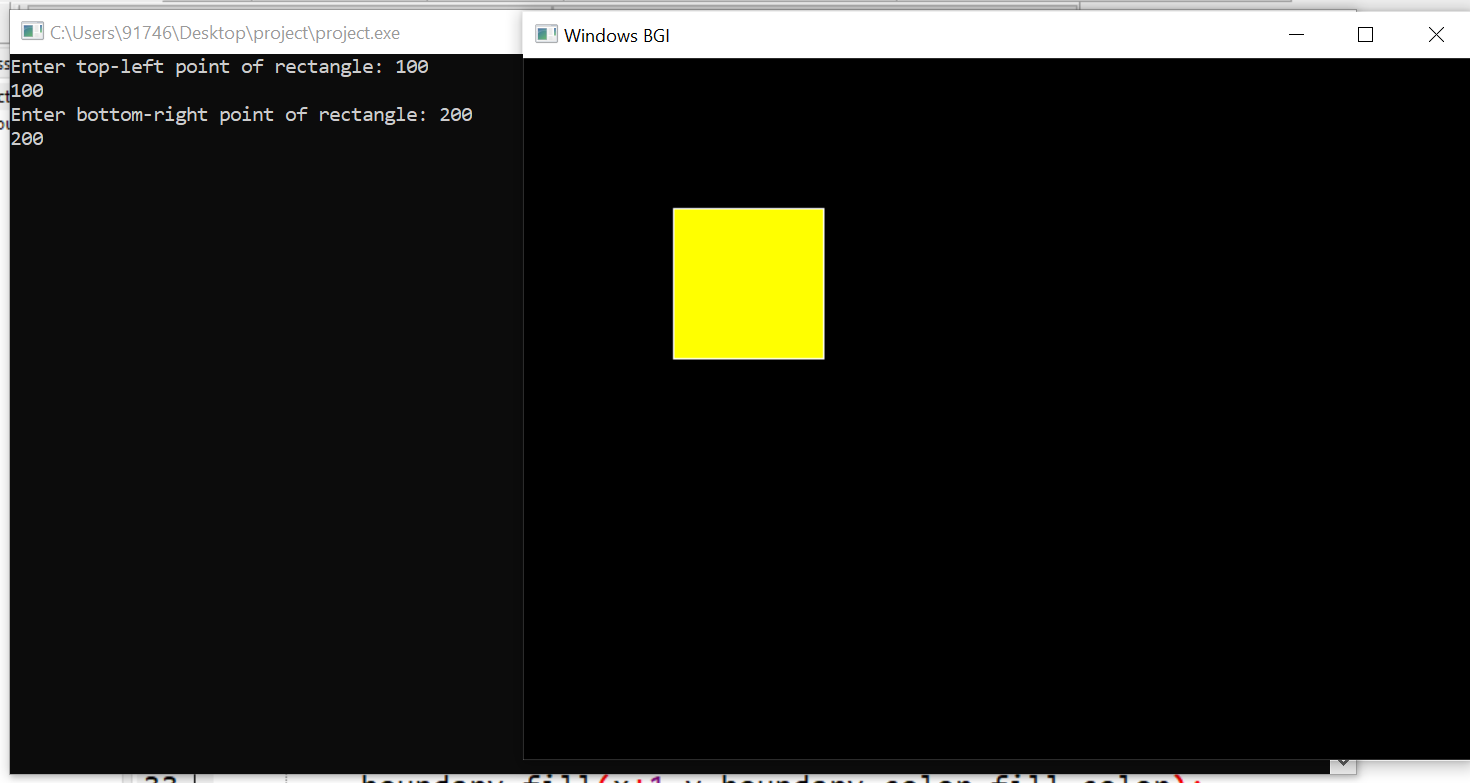 C:\Users\91746\Desktop\project\project.exe
Windows BGI
Enter top-left point of rectangle: 100
100
Enter bottom-right point of rectangle: 200
200